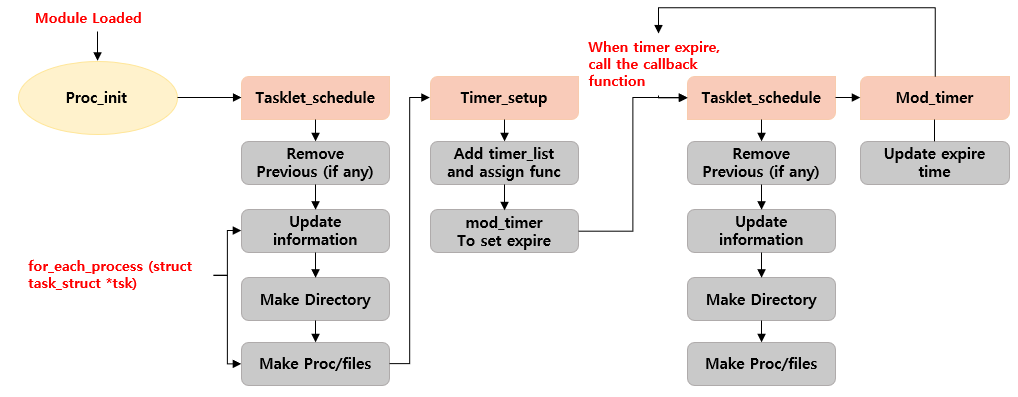 Module Loaded
Proc_init
Tasklet_schedule
Remove
Previous (if any)
Update
information
Make Directory
Make Proc/files
for_each_process (struct
task_struct *tsk)
Timer_setup
Add timer_list
and assign func
mod_timer
To set expire
When timer expire,
call the callback
function
Tasklet_schedule
Remove
Previous (if any)
Update
information
Make Directory
Make Proc/files
Mod_timer
Update expire
time